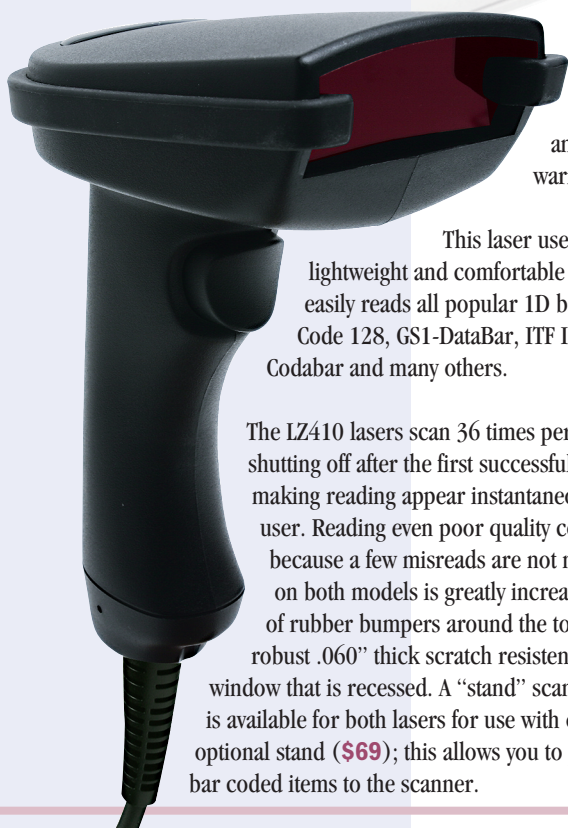 an
warr
This laser use
lightweight and comfortable
easily reads all popular 1D b
Code 128, GS1-DataBar, ITF I
Codabar and many others.
The LZ410 lasers scan 36 times per
shutting off after the first successful
making reading appear instantaneo
user. Reading even poor quality co
because a few misreads are not n
on both models is greatly increa
of rubber bumpers around the to
robust .060” thick scratch resisten
window that is recessed. A “stand” scan
is available for both lasers for use with o
optional stand ($69); this allows you to
bar coded items to the scanner.